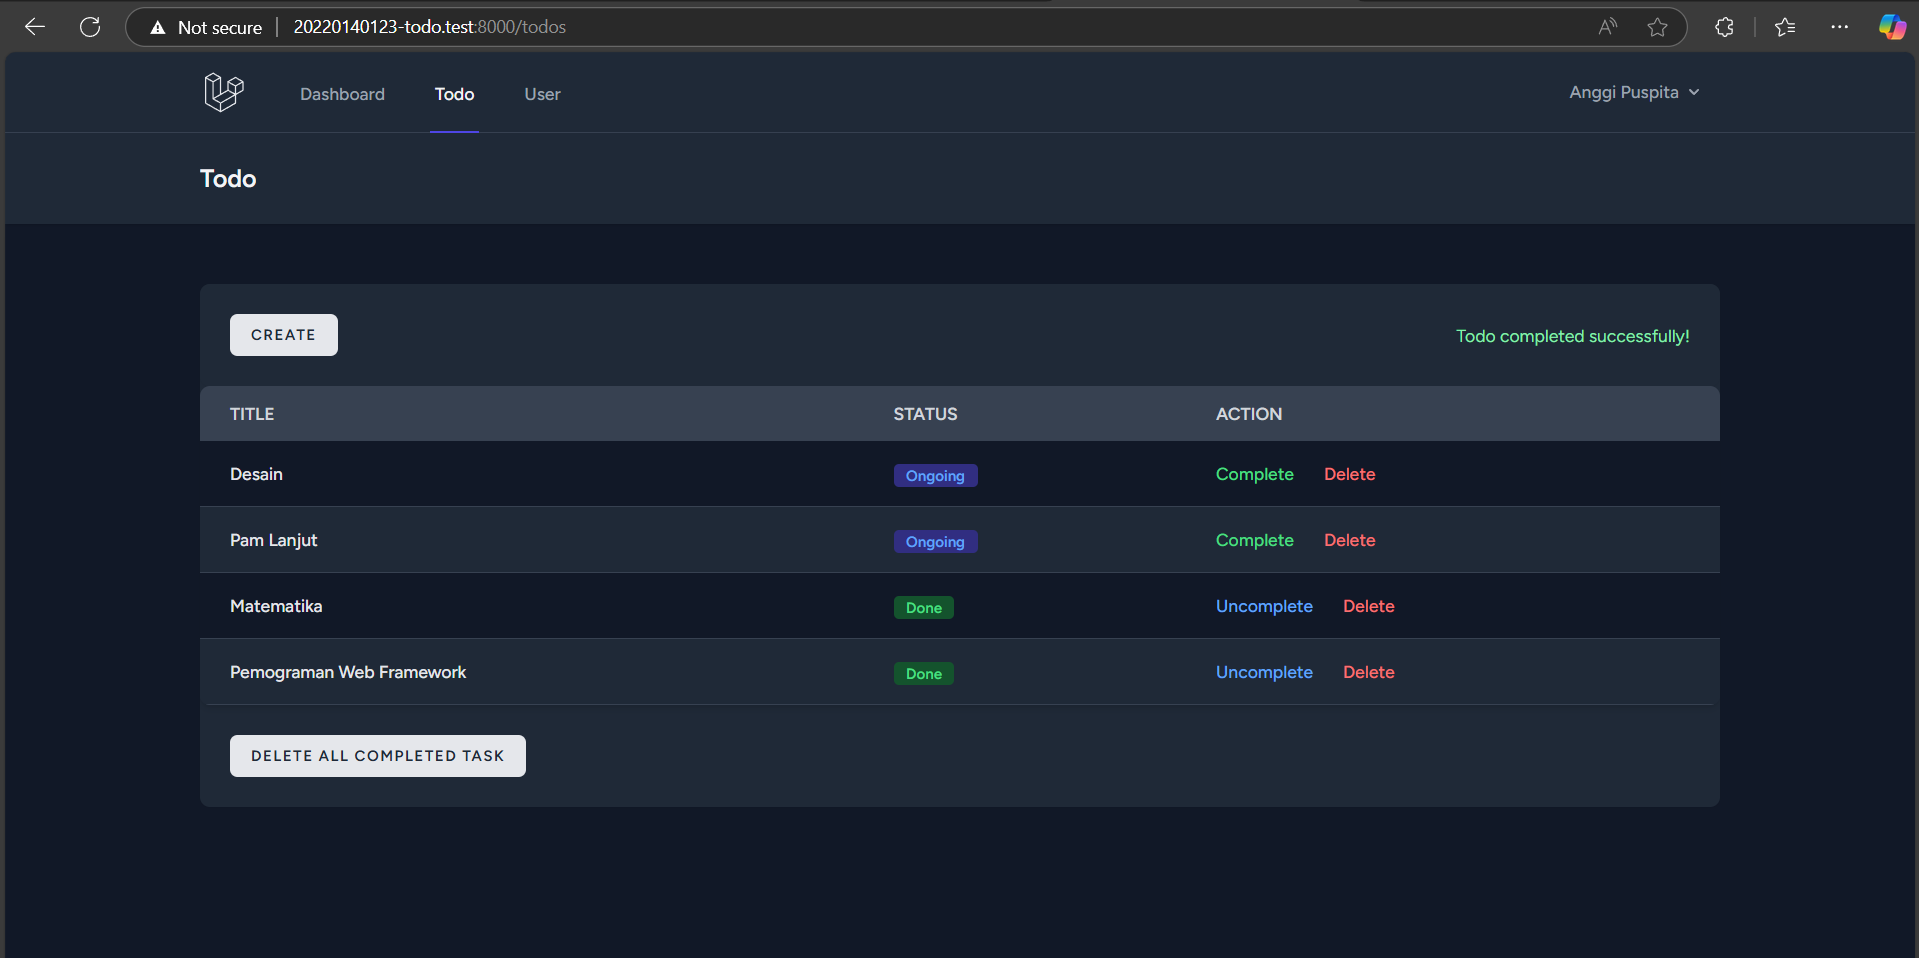 Not secure 20220140123-todo.test:8000/todos
Dashboard Todo User Anggi Puspita
Todo
CREATE Todo completed successfully!
TITLE STATUS ACTION
Desain Ongoing Complete Delete
Pam Lanjut Ongoing Complete Delete
Matematika Done Uncomplete Delete
Pemograman Web Framework Done Uncomplete Delete
DELETE ALL COMPLETED TASK